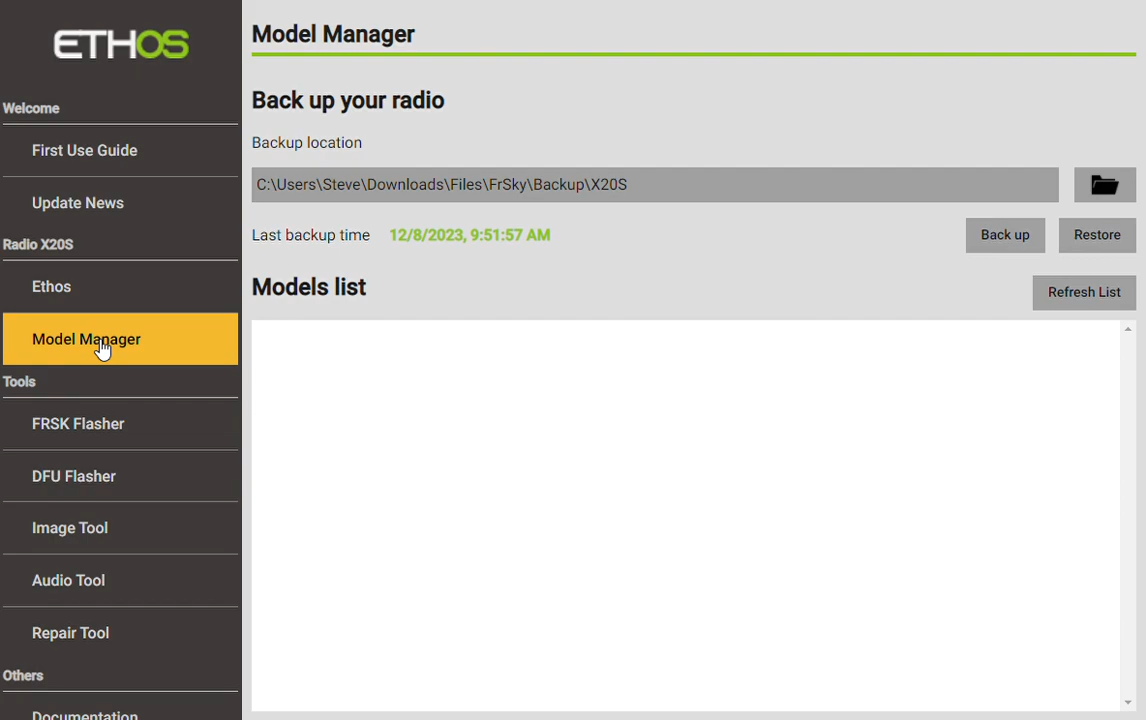 ETHOS
Welcome
First Use Guide
Update News
Radio X20S
Ethos
Model Manager
Tools
FRSK Flasher
DFU Flasher
Image Tool
Audio Tool
Repair Tool
Others
Documentation
Model Manager
Back up your radio
Backup location
C:\Users\Steve\Downloads\Files\FrSky\Backup\X20S
Last backup time 12/8/2023, 9:51:57 AM Back up Restore
Models list
Refresh List